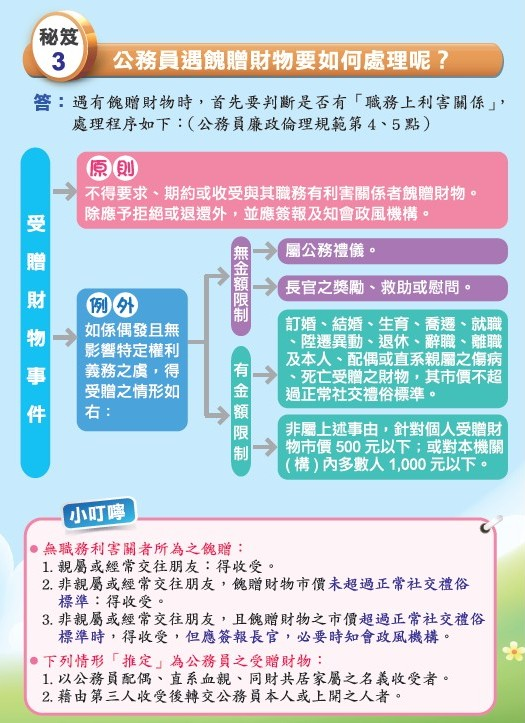 秘笈
3
公務員遇餽贈財物要如何處理呢？
答：遇有餽贈財物時，首先要判斷是否有「職務上利害關係」，
處理程序如下：（公務員廉政倫理規範第4、5點）
受贈財物事件
原則
不得要求、期約或收受與其職務有利害關係者餽贈財物。
除應予拒絕或退還外，並應簽報及知會政風機構。
例外
如係偶發且無
影響特定權利
義務之虞，得
受贈之情形如
右：
無金額限制
屬公務禮儀。
長官之獎勵、救助或慰問。
有金額限制
訂婚、結婚、生育、喬遷、就職
、陞遷異動、退休、辭職、離職
及本人、配偶或直系親屬之傷病
、死亡受贈之財物，其市價不超
過正常社交禮俗標準。
非屬上述事由，針對個人受贈財
物市價500元以下；或對本機關
(構)內多數人1,000元以下。
小叮嚀
●無職務利害關者所為之餽贈：
1.親屬或經常交往朋友：得收受。
2.非親屬或經常交往朋友，餽贈財物市價未超過正常社交禮俗
標準：得收受。
3.非親屬或經常交往朋友，且餽贈財物之市價超過正常社交禮俗
標準時，得收受，但應簽報長官，必要時知會政風機構。
●下列情形「推定」為公務員之受贈財物：
1.以公務員配偶、直系血親、同財共居家屬之名義收受者。
2.藉由第三人收受後轉交公務員本人或上開之人者。